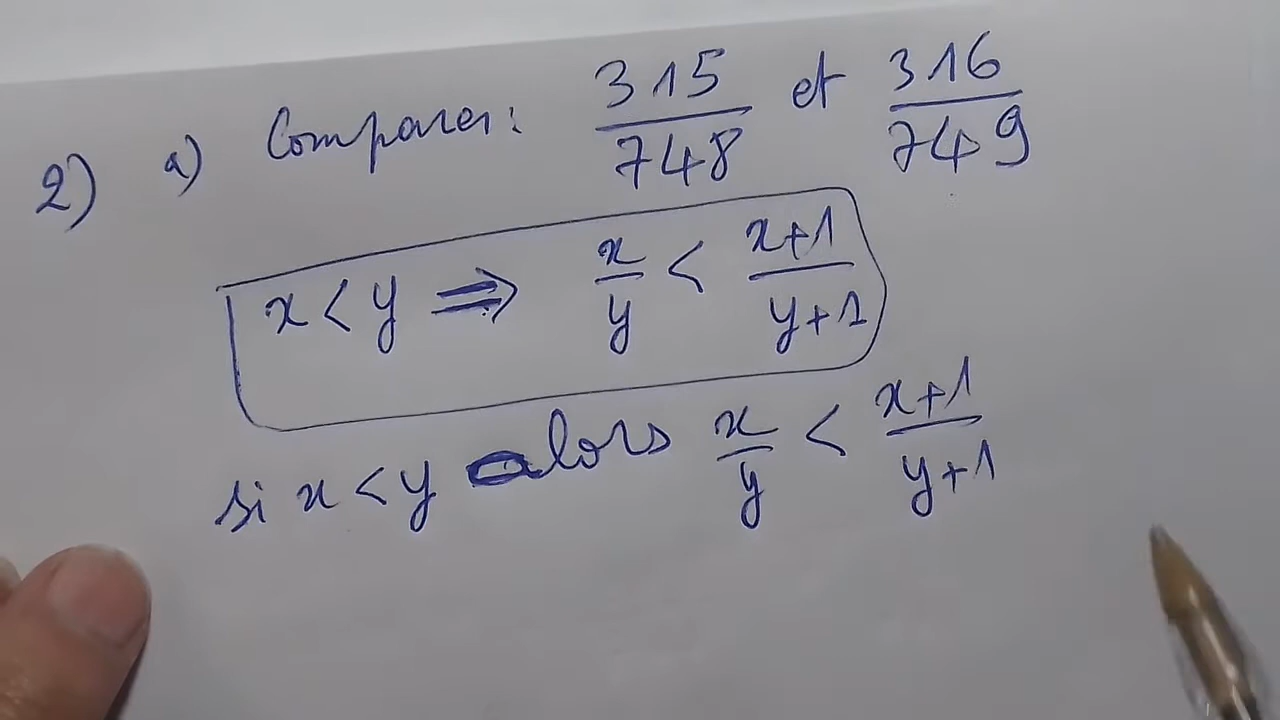 2) a) Comparer : 315/748 et 316/749
x < y ⟹ x/y < (x+1)/(y+1)
si x < y alors x/y < (x+1)/(y+1)